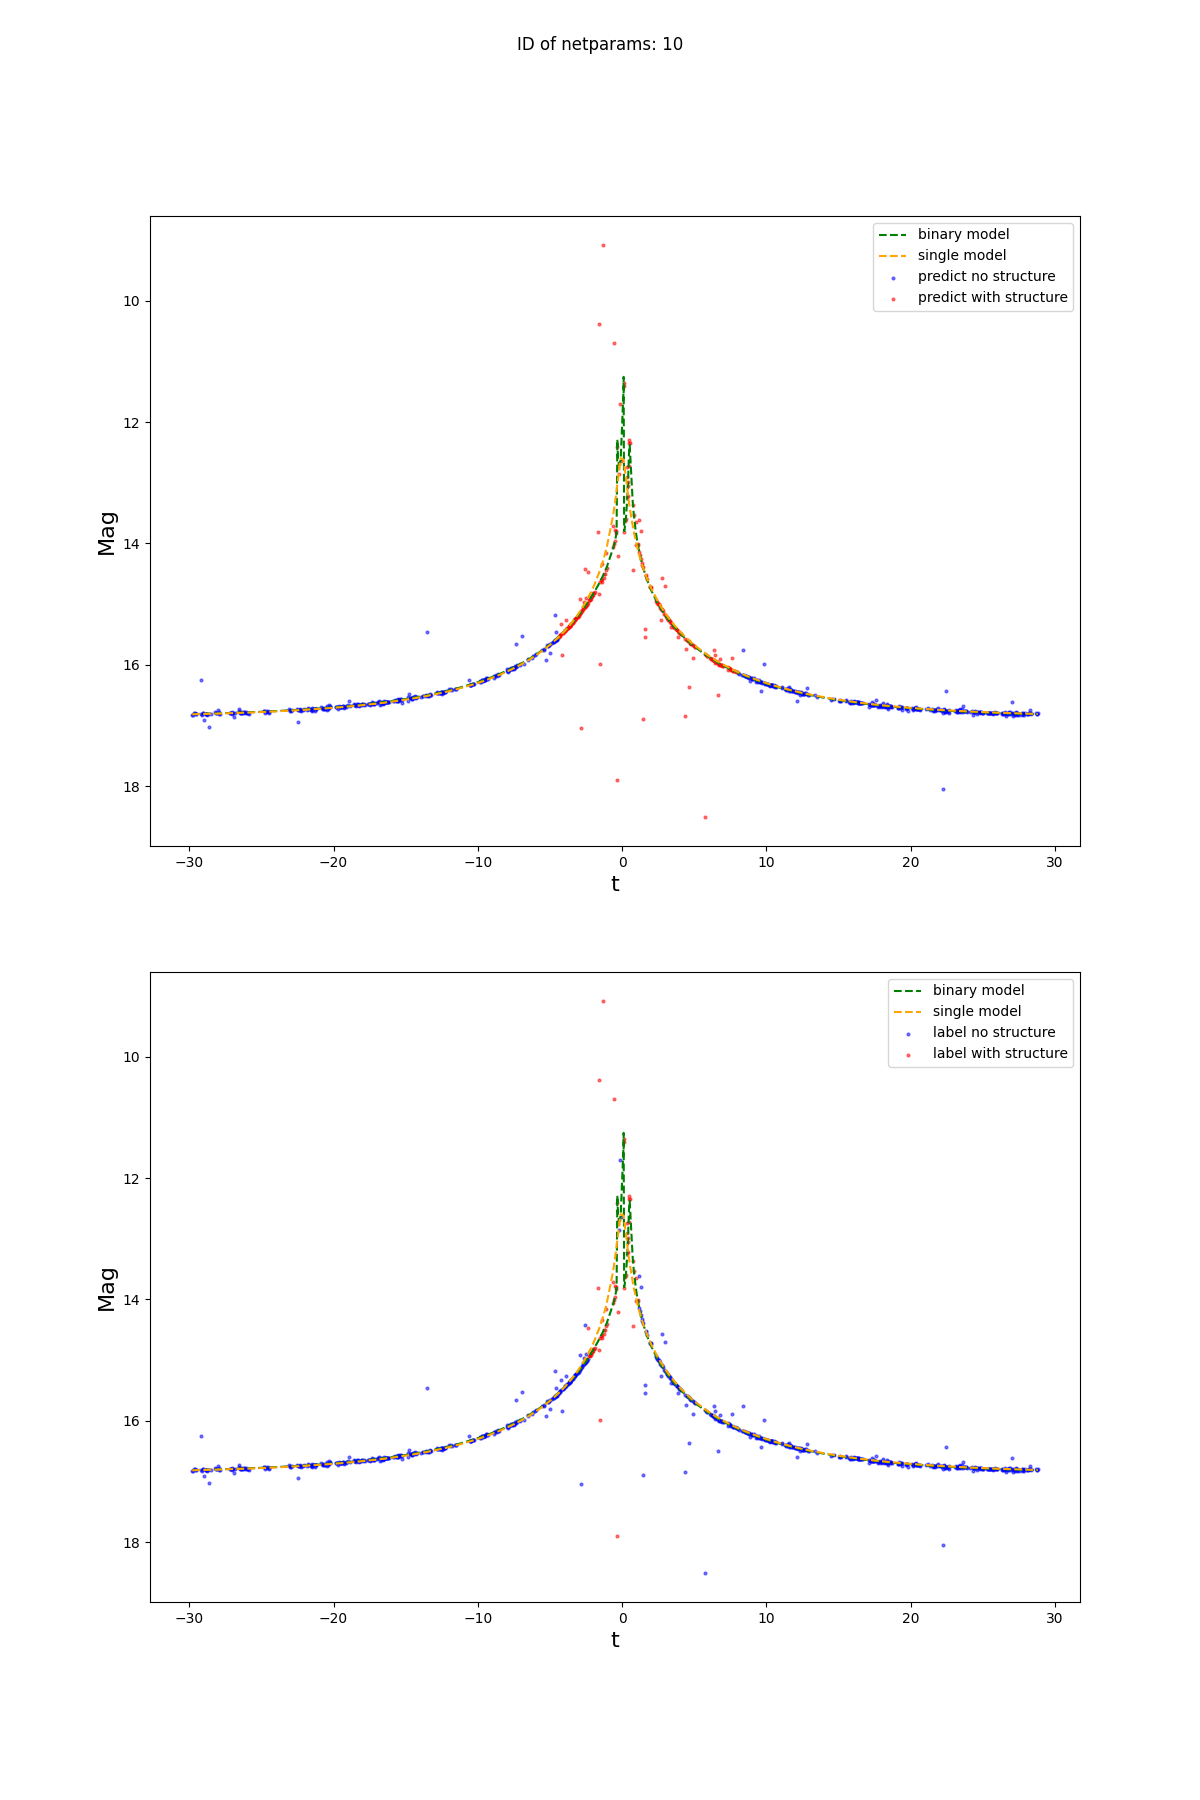 ID of netparams: 10
binary model
single model
predict no structure
predict with structure
10
12
14
16
18
Mag
−30
−20
−10
0
10
20
30
t
binary model
single model
label no structure
label with structure
10
12
14
16
18
Mag
−30
−20
−10
0
10
20
30
t